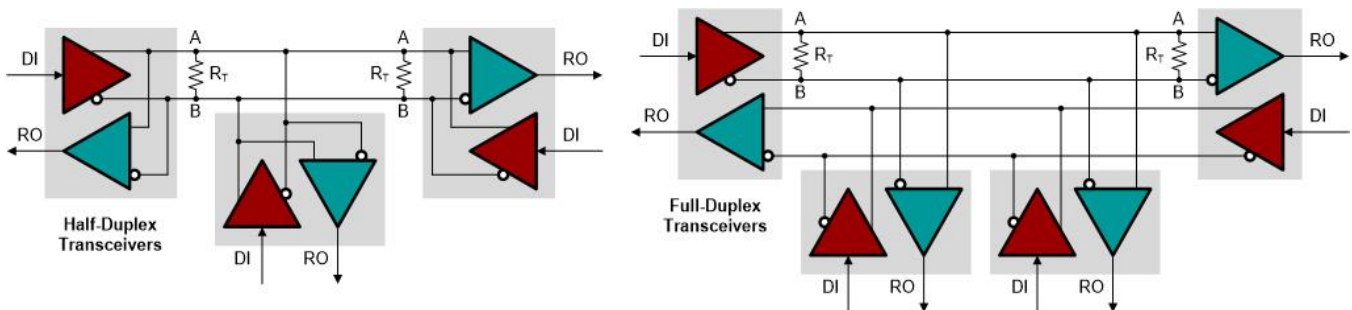 DI
RO
A
B
R_T
A
B
R_T
RO
DI
DI
RO
Half-Duplex
Transceivers
DI
RO
A
B
R_T
A
B
R_T
RO
DI
DI
RO
DI
RO
Full-Duplex
Transceivers